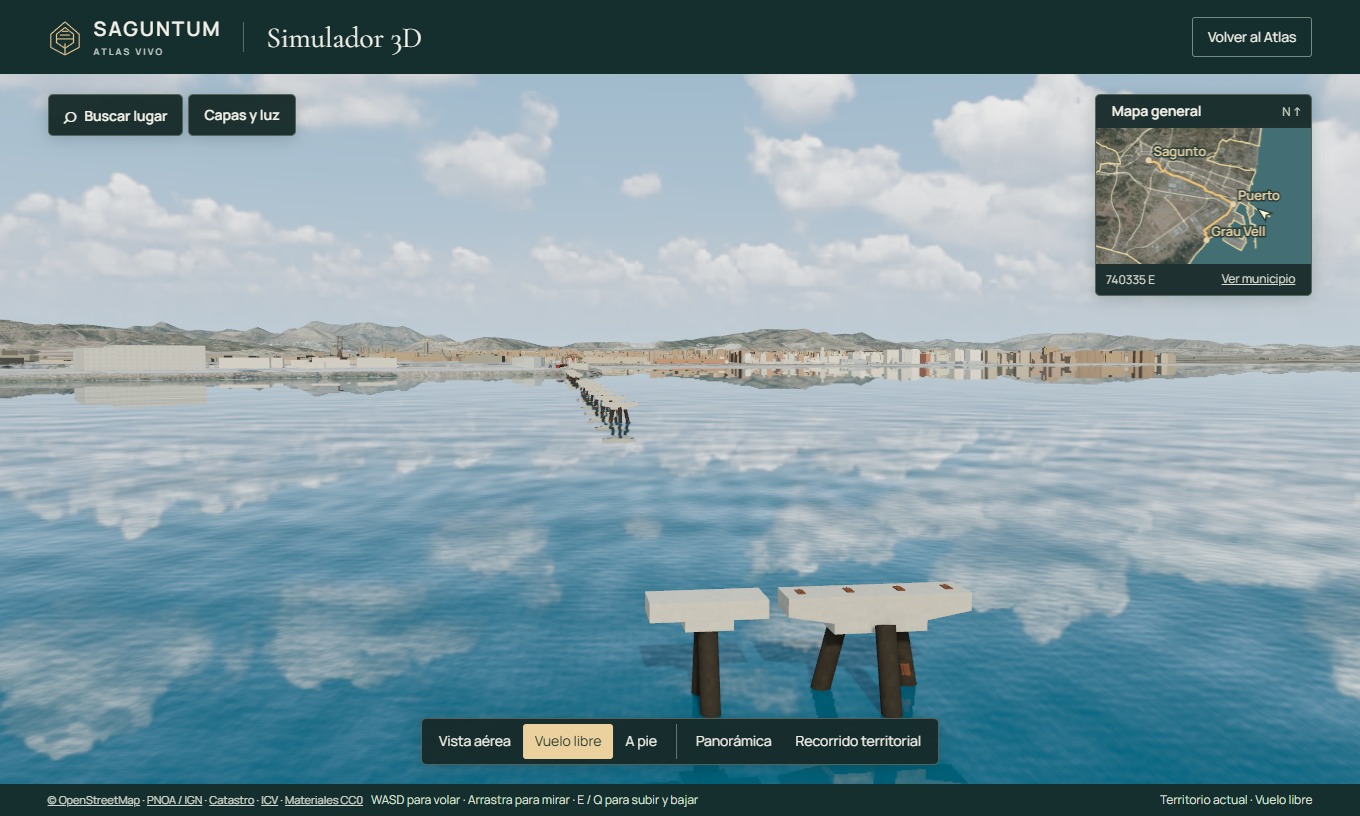 SAGUNTUM
ATLAS VIVO
Simulador 3D
Volver al Atlas
Buscar lugar
Capas y luz
Mapa general
N ↑
Sagunto
Puerto
Grau Vell
740335 E
Ver municipio
Vista aérea
Vuelo libre
A pie
Panorámica
Recorrido territorial
© OpenStreetMap · PNOA / IGN · Catastro · ICV · Materiales CC0 WASD para volar · Arrastra para mirar · E / Q para subir y bajar
Territorio actual · Vuelo libre